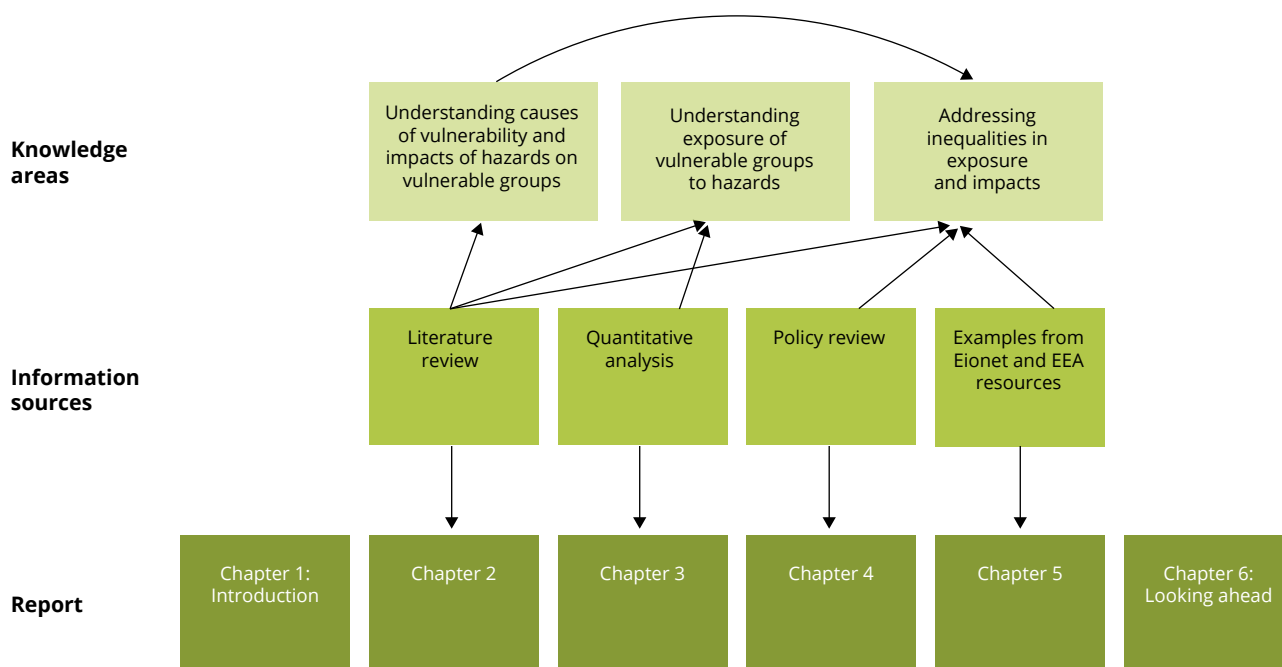 Knowledge
areas
Understanding causes
of vulnerability and
impacts of hazards on
vulnerable groups
Understanding
exposure of
vulnerable groups
to hazards
Addressing
inequalities in
exposure
and impacts
Information
sources
Literature
review
Quantitative
analysis
Policy review
Examples from
Eionet and EEA
resources
Report
Chapter 1:
Introduction
Chapter 2
Chapter 3
Chapter 4
Chapter 5
Chapter 6:
Looking ahead